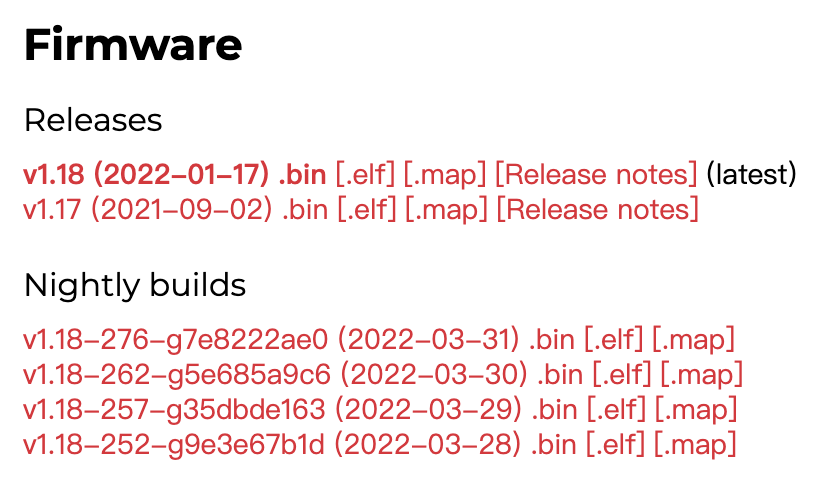 Firmware
Releases
v1.18 (2022-01-17) .bin [.elf] [.map] [Release notes] (latest)
v1.17 (2021-09-02) .bin [.elf] [.map] [Release notes]
Nightly builds
v1.18-276-g7e8222ae0 (2022-03-31) .bin [.elf] [.map]
v1.18-262-g5e685a9c6 (2022-03-30) .bin [.elf] [.map]
v1.18-257-g35dbde163 (2022-03-29) .bin [.elf] [.map]
v1.18-252-g9e3e67b1d (2022-03-28) .bin [.elf] [.map]